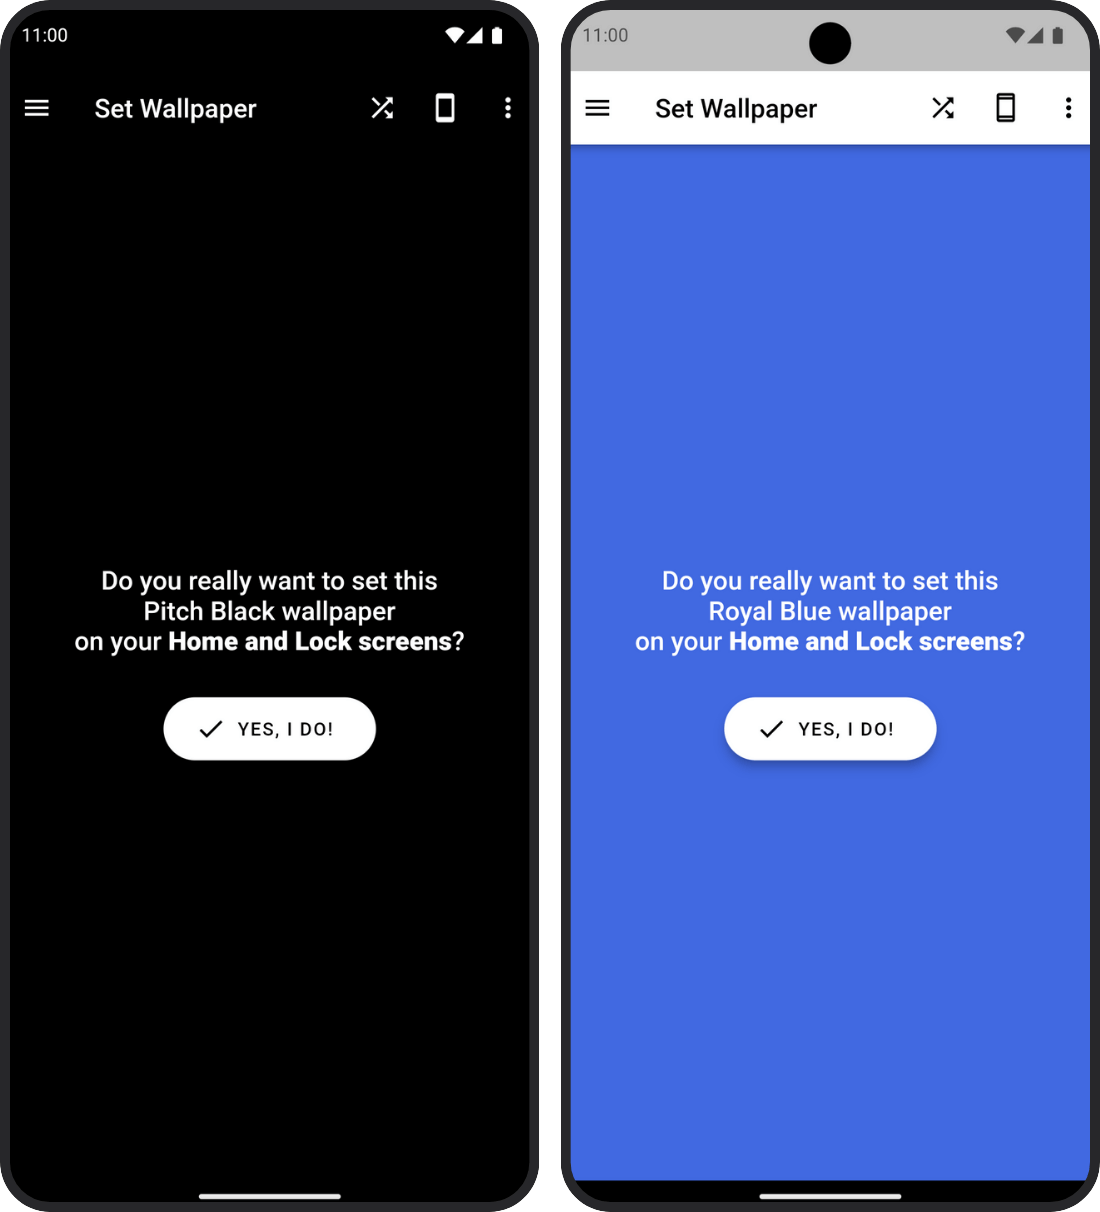 11:00
Set Wallpaper
Do you really want to set this
Pitch Black wallpaper
on your Home and Lock screens?
YES, I DO!
11:00
Set Wallpaper
Do you really want to set this
Royal Blue wallpaper
on your Home and Lock screens?
YES, I DO!